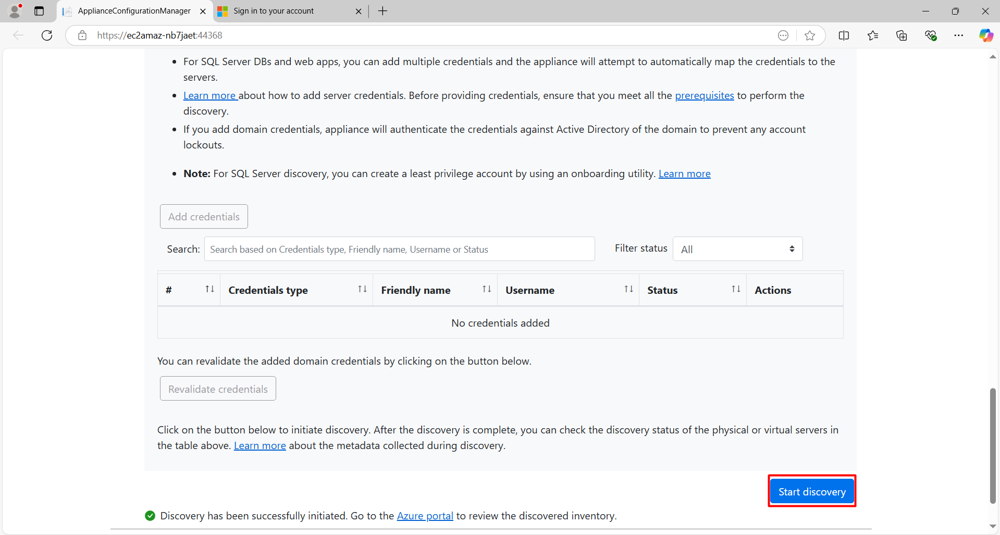 ApplianceConfigurationManager
Sign in to your account
https://ec2amaz-nb7jaet:44368
• For SQL Server DBs and web apps, you can add multiple credentials and the appliance will attempt to automatically map the credentials to the
servers.
• Learn more about how to add server credentials. Before providing credentials, ensure that you meet all the prerequisites to perform the
discovery.
• If you add domain credentials, appliance will authenticate the credentials against Active Directory of the domain to prevent any account
lockouts.
• Note: For SQL Server discovery, you can create a least privilege account by using an onboarding utility. Learn more
Add credentials
Search: Search based on Credentials type, Friendly name, Username or Status Filter status All
# ↑↓ Credentials type ↑↓ Friendly name ↑↓ Username ↑↓ Status ↑↓ Actions
No credentials added
You can revalidate the added domain credentials by clicking on the button below.
Revalidate credentials
Click on the button below to initiate discovery. After the discovery is complete, you can check the discovery status of the physical or virtual servers in
the table above. Learn more about the metadata collected during discovery.
Start discovery
Discovery has been successfully initiated. Go to the Azure portal to review the discovered inventory.